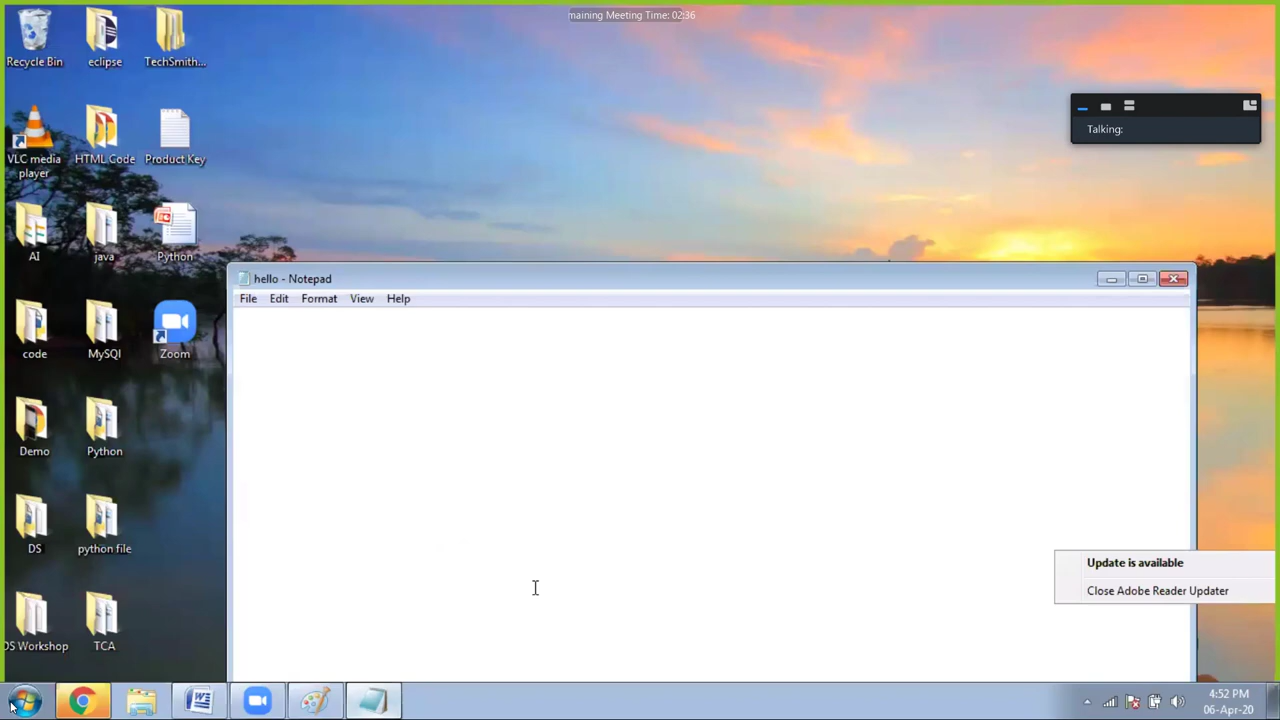 maining Meeting Time: 02:36
Recycle Bin
eclipse
TechSmith...
Talking:
VLC media
player
HTML Code
Product Key
AI
java
Python
hello - Notepad
File Edit Format View Help
code
MySQl
Zoom
Demo
Python
DS
python file
Update is available
Close Adobe Reader Updater
DS Workshop
TCA
4:52 PM
06-Apr-20